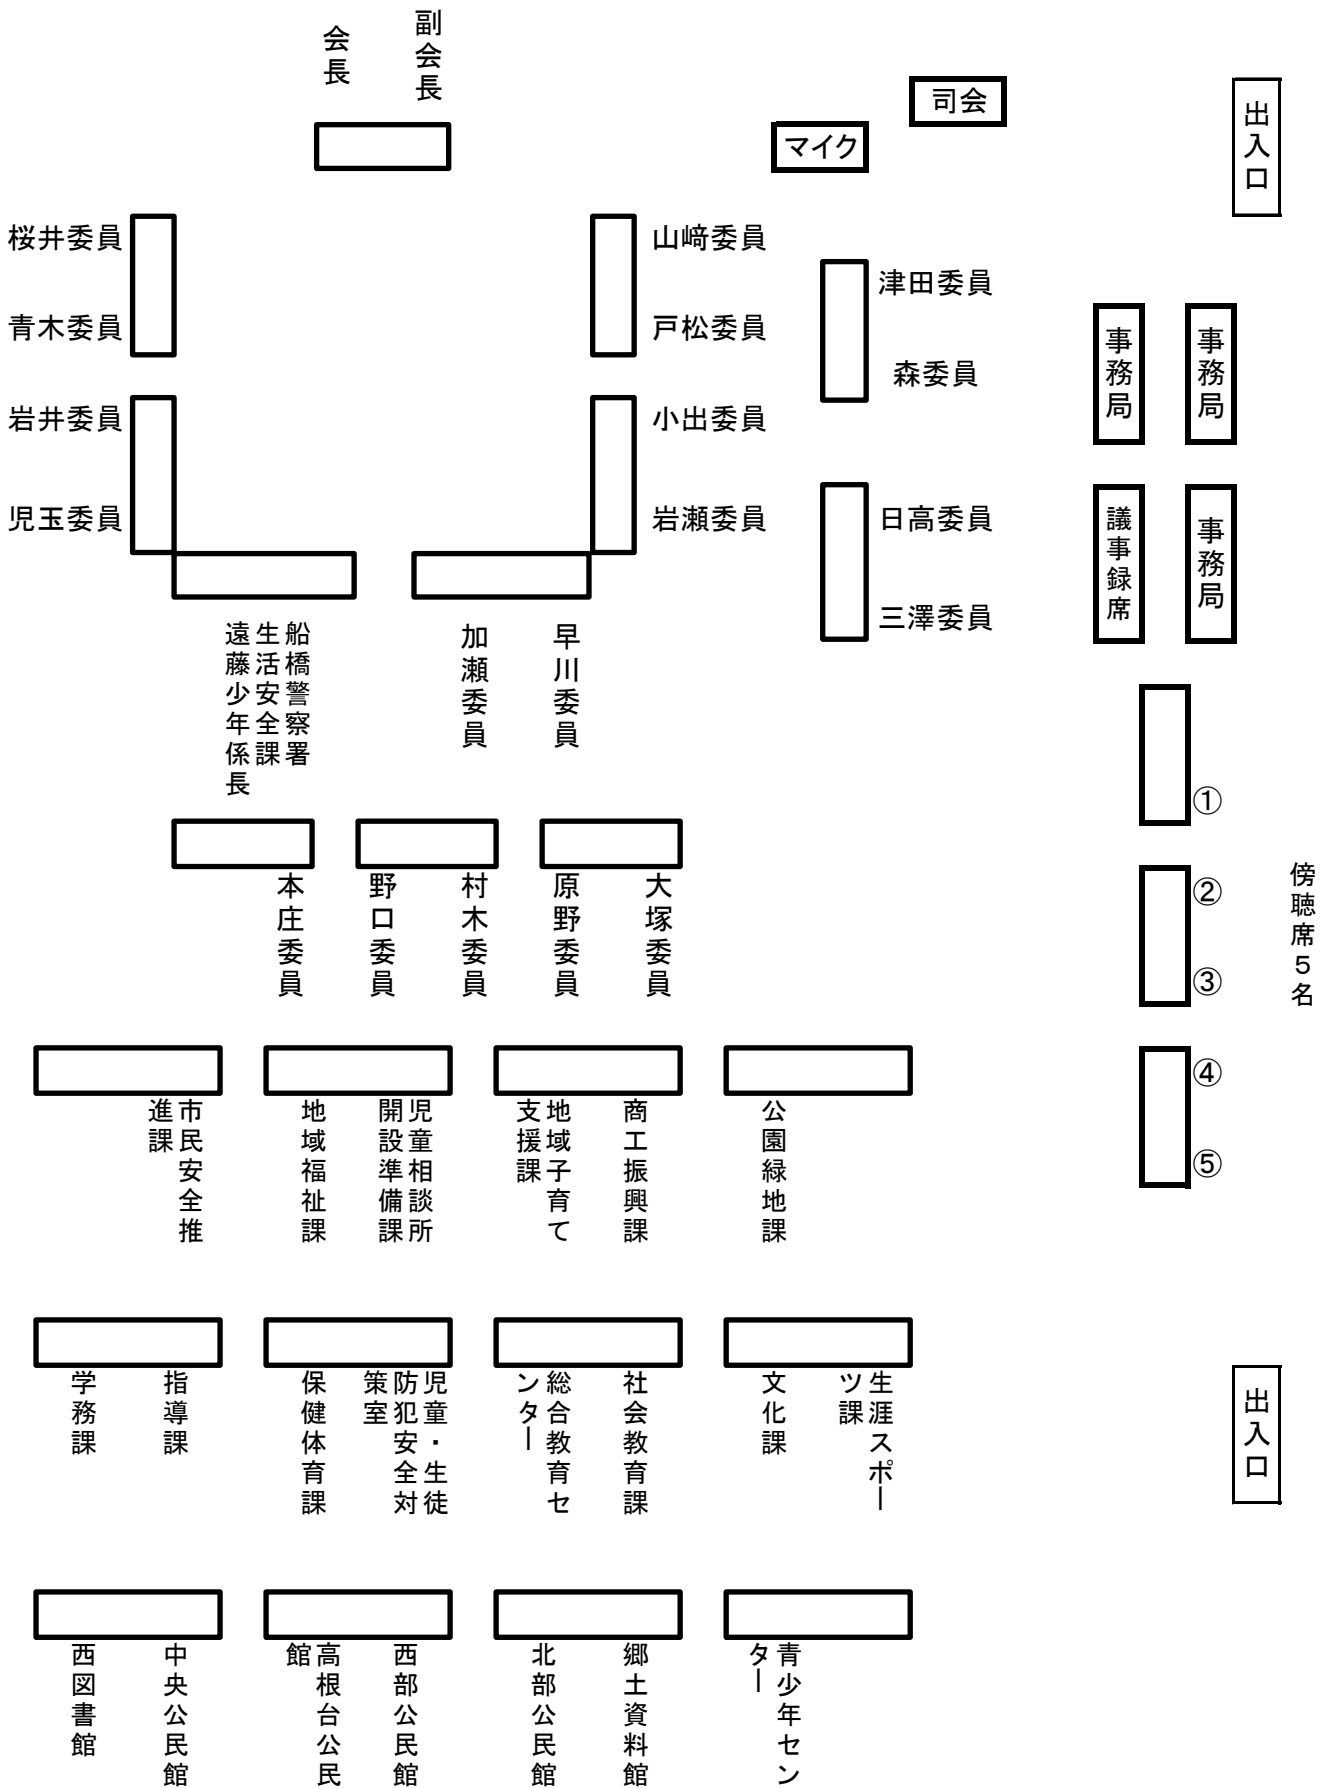 会長
副会長
司会
マイク
出入口
桜井委員
青木委員
岩井委員
児玉委員
山﨑委員
戸松委員
小出委員
岩瀬委員
津田委員
森委員
日高委員
三澤委員
事務局
事務局
議事録席
事務局
船橋警察署
生活安全課
遠藤少年係長
加瀬委員
早川委員
本庄委員
野口委員
村木委員
原野委員
大塚委員
①
②
③
④
⑤
傍聴席5名
市民安全推
進課
地域福祉課
児童相談所
開設準備課
地域子育て
支援課
商工振興課
公園緑地課
学務課
指導課
保健体育課
児童・生徒
防犯安全対
策室
総合教育セ
ンター
社会教育課
文化課
生涯スポー
ツ課
出入口
西図書館
中央公民館
高根台公民
館
西部公民館
北部公民館
郷土資料館
青少年セン
ター